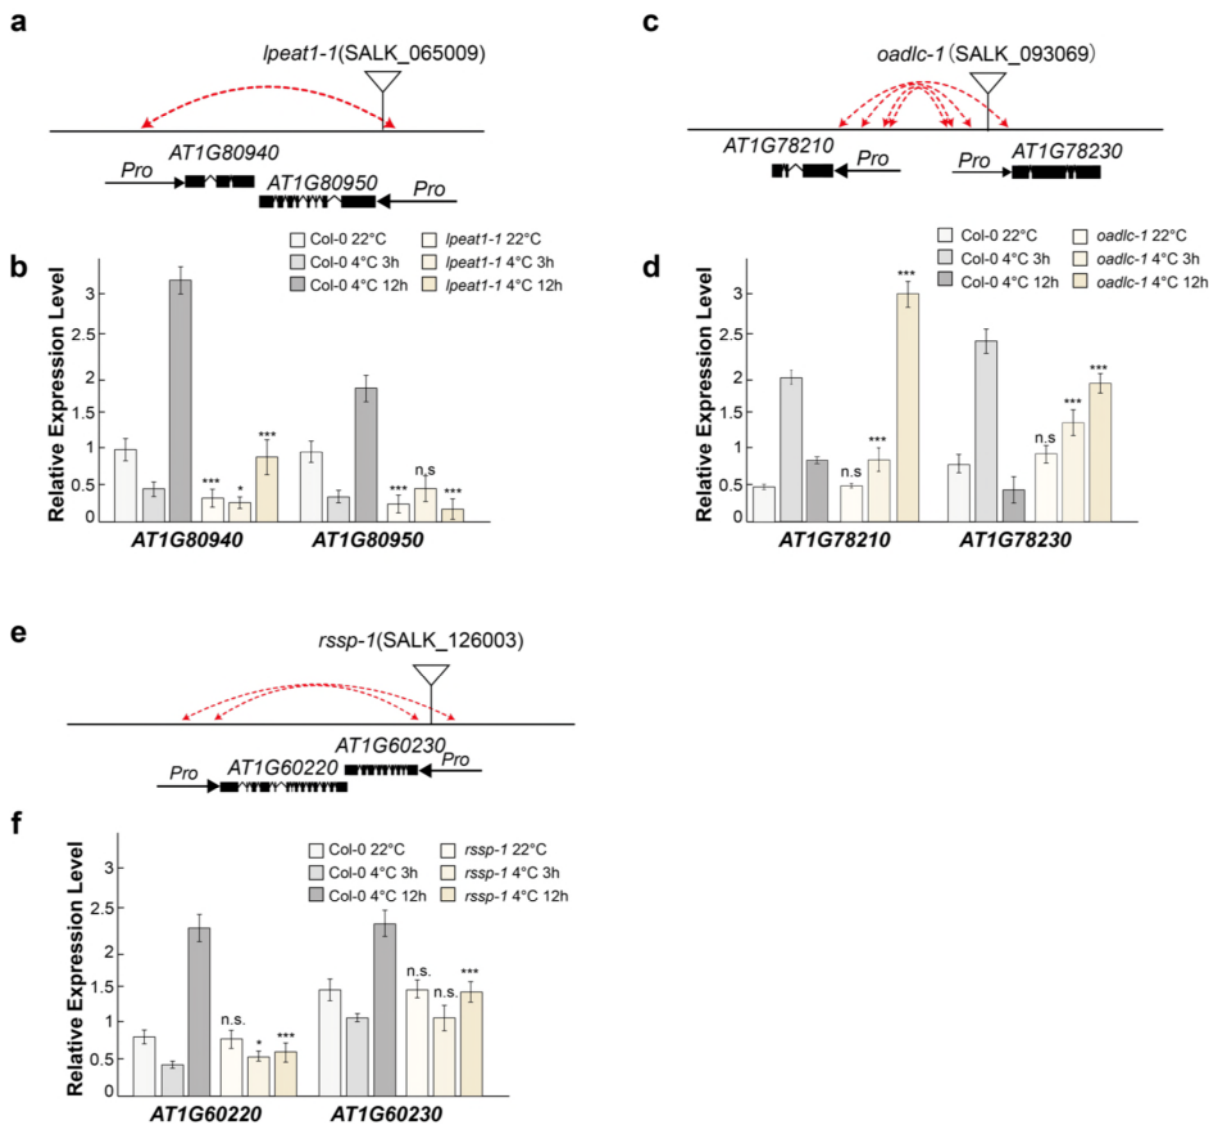 a
lpeat1-1(SALK_065009)
AT1G80940
Pro
AT1G80950
Pro
b
Col-0 22°C
Col-0 4°C 3h
Col-0 4°C 12h
lpeat1-1 22°C
lpeat1-1 4°C 3h
lpeat1-1 4°C 12h
Relative Expression Level
3
2.5
2
1.5
1
0.5
0
***
*
***
***
n.s
***
AT1G80940
AT1G80950
c
oadlc-1(SALK_093069)
AT1G78210
Pro
Pro
AT1G78230
d
Col-0 22°C
Col-0 4°C 3h
Col-0 4°C 12h
oadlc-1 22°C
oadlc-1 4°C 3h
oadlc-1 4°C 12h
Relative Expression Level
3
2.5
2
1.5
1
0.5
0
n.s
***
***
n.s
***
***
AT1G78210
AT1G78230
e
rssp-1(SALK_126003)
AT1G60230
Pro
AT1G60220
Pro
f
Col-0 22°C
Col-0 4°C 3h
Col-0 4°C 12h
rssp-1 22°C
rssp-1 4°C 3h
rssp-1 4°C 12h
Relative Expression Level
3
2.5
2
1.5
1
0.5
0
n.s.
*
***
n.s.
n.s.
***
AT1G60220
AT1G60230